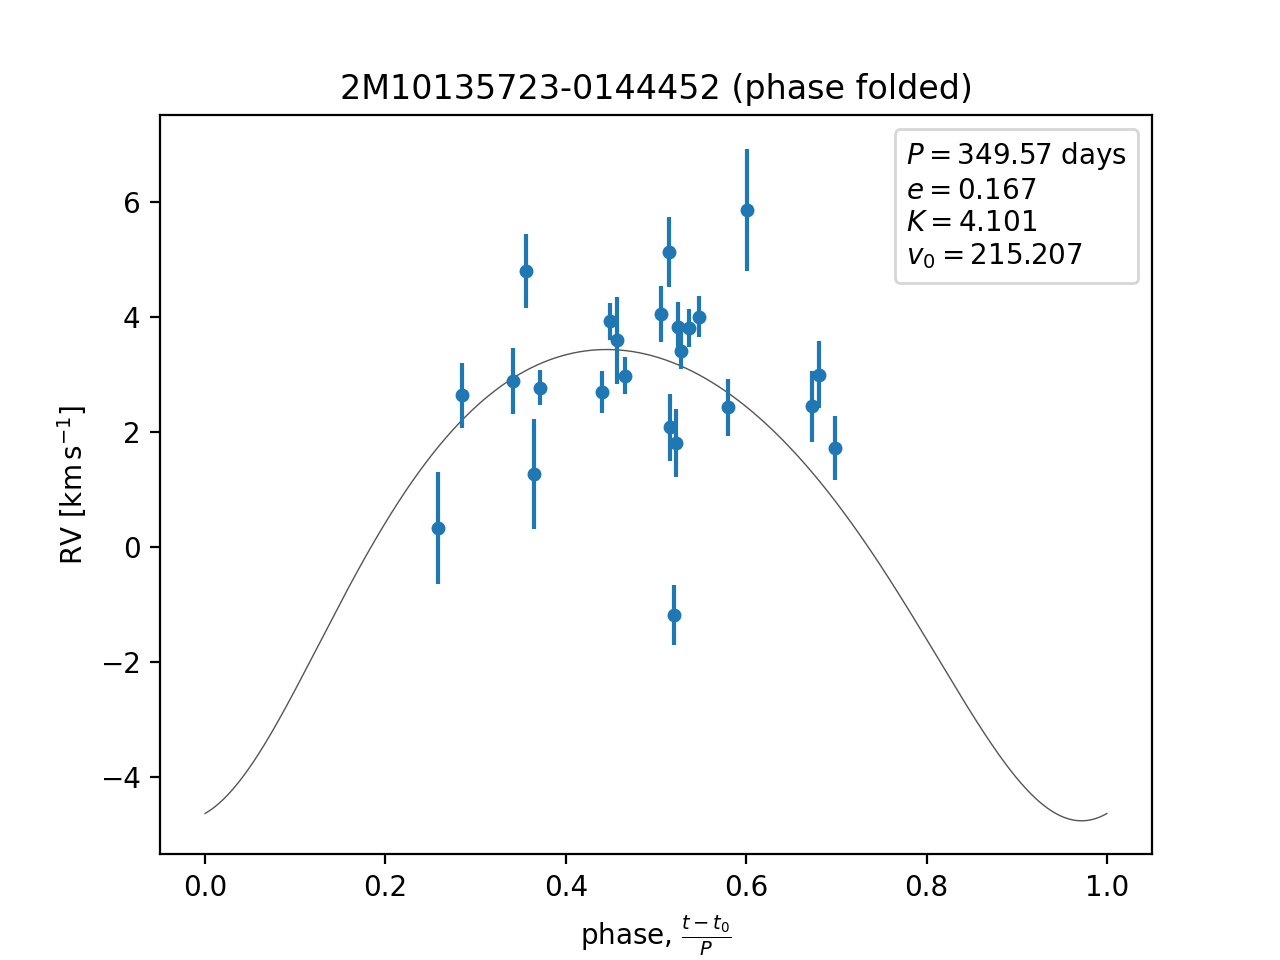 2M10135723-0144452 (phase folded)
P = 349.57 days
e = 0.167
K = 4.101
v₀ = 215.207
RV [km s⁻¹]
6
4
2
0
−2
−4
0.0 0.2 0.4 0.6 0.8 1.0
phase, (t − t₀)/P